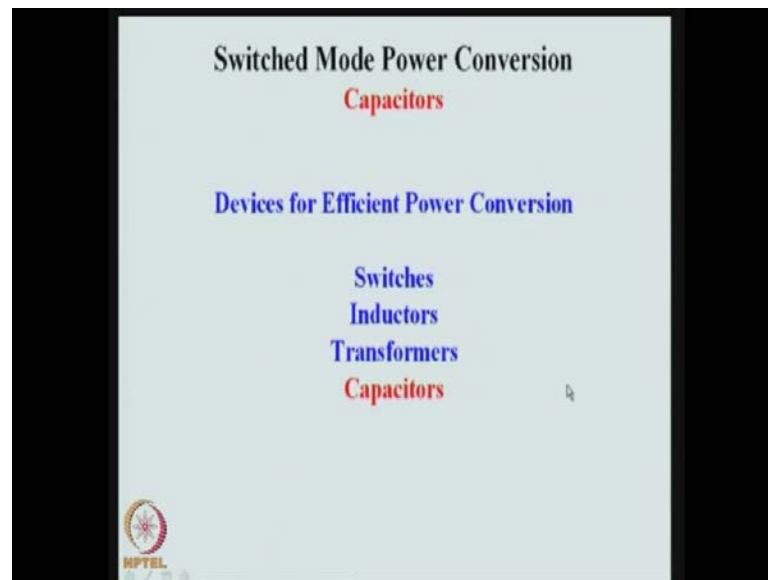 Switched Mode Power Conversion
Capacitors
Devices for Efficient Power Conversion
Switches
Inductors
Transformers
Capacitors
NPTEL